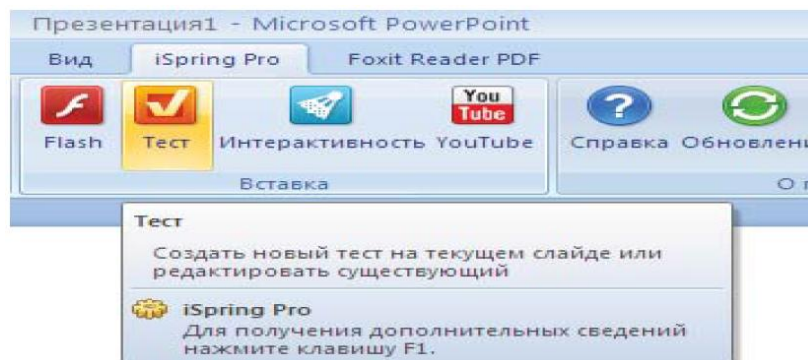 Презентация1 - Microsoft PowerPoint
Вид iSpring Pro Foxit Reader PDF
You
Tube
Flash Тест Интерактивность YouTube Справка
Вставка
Тест
Создать новый тест на текущем слайде или
редактировать существующий
iSpring Pro
Для получения дополнительных сведений
нажмите клавишу F1.